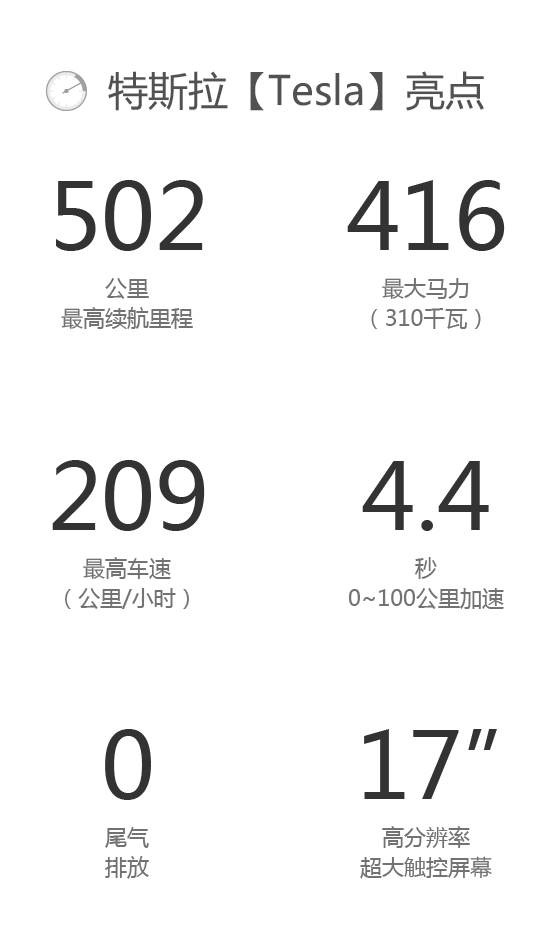 特斯拉【Tesla】亮点
502
公里
最高续航里程
416
最大马力
（310千瓦）
209
最高车速
（公里/小时）
4.4
秒
0~100公里加速
0
尾气
排放
17″
高分辨率
超大触控屏幕